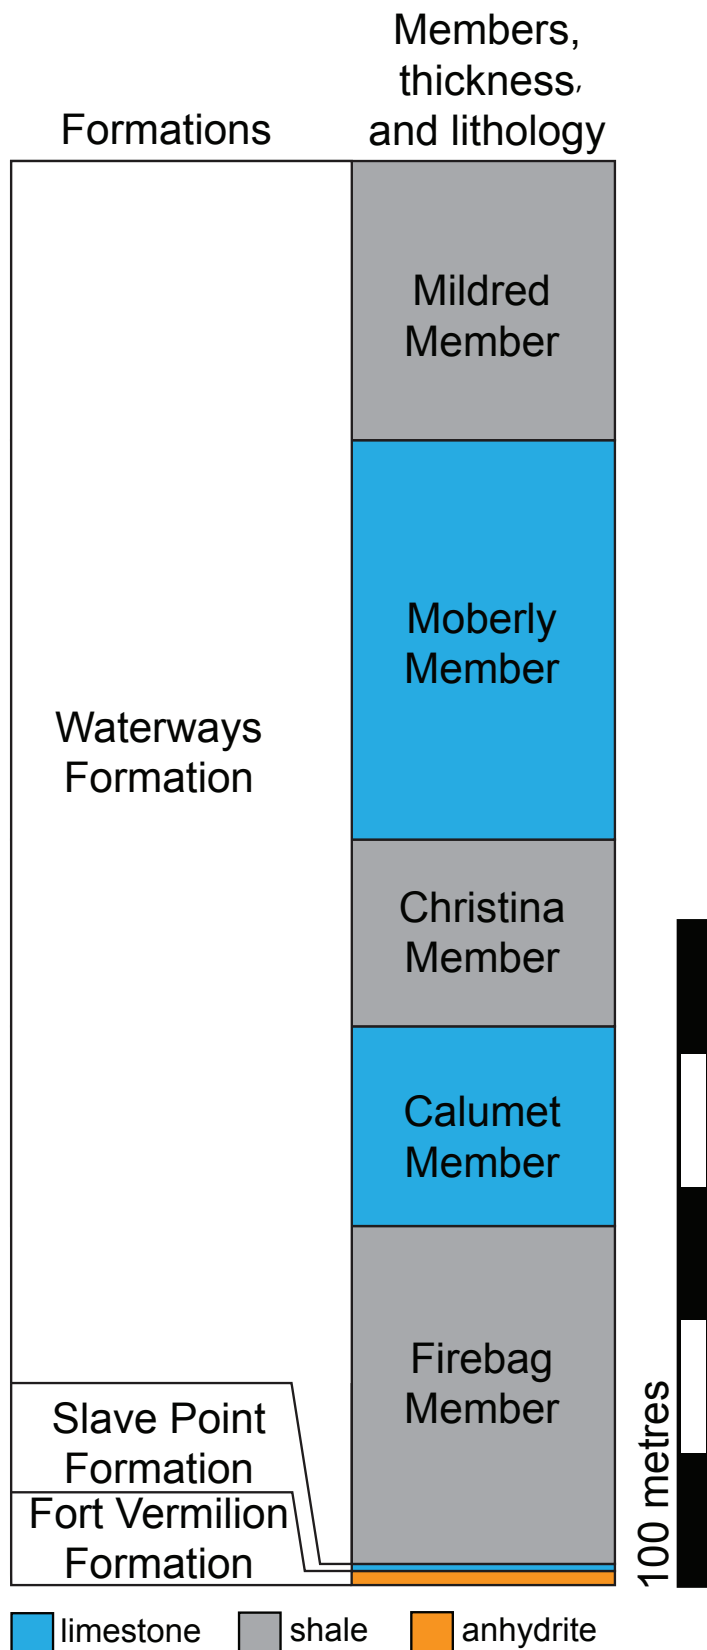 Formations
Members,
thickness,
and lithology
Mildred
Member
Moberly
Member
Waterways
Formation
Christina
Member
Calumet
Member
Firebag
Member
Slave Point
Formation
Fort Vermilion
Formation
100 metres
limestone
shale
anhydrite